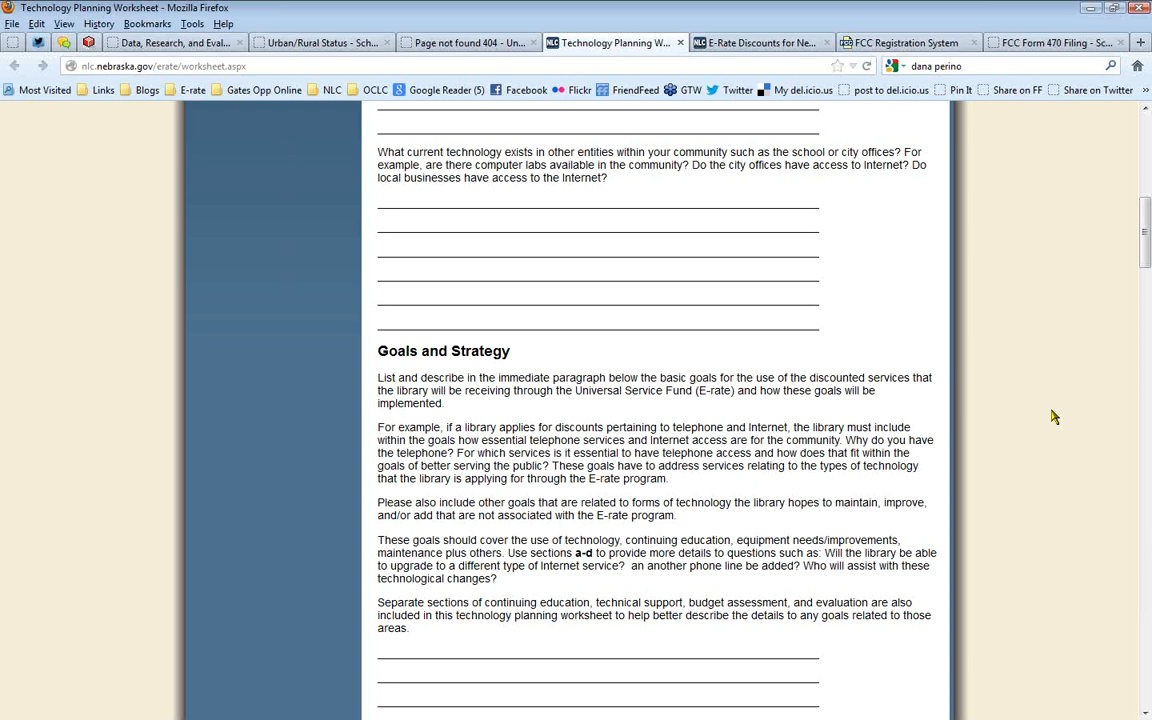 Technology Planning Worksheet - Mozilla Firefox
File Edit View History Bookmarks Tools Help
Data, Research, and Eval... Urban/Rural Status - Sch... Page not found 404 - Un... Technology Planning W... E-Rate Discounts for Ne... FCC Registration System FCC Form 470 Filing - Sc...
nlc.nebraska.gov/erate/worksheet.aspx dana perino
Most Visited Links Blogs E-rate Gates Opp Online NLC OCLC Google Reader (5) Facebook Flickr FriendFeed GTW Twitter My del.icio.us post to del.icio.us Pin It Share on FF Share on Twitter
What current technology exists in other entities within your community such as the school or city offices? For
example, are there computer labs available in the community? Do the city offices have access to Internet? Do
local businesses have access to the Internet?
Goals and Strategy
List and describe in the immediate paragraph below the basic goals for the use of the discounted services that
the library will be receiving through the Universal Service Fund (E-rate) and how these goals will be
implemented.
For example, if a library applies for discounts pertaining to telephone and Internet, the library must include
within the goals how essential telephone services and Internet access are for the community. Why do you have
the telephone? For which services is it essential to have telephone access and how does that fit within the
goals of better serving the public? These goals have to address services relating to the types of technology
that the library is applying for through the E-rate program.
Please also include other goals that are related to forms of technology the library hopes to maintain, improve,
and/or add that are not associated with the E-rate program.
These goals should cover the use of technology, continuing education, equipment needs/improvements,
maintenance plus others. Use sections a-d to provide more details to questions such as: Will the library be able
to upgrade to a different type of Internet service? an another phone line be added? Who will assist with these
technological changes?
Separate sections of continuing education, technical support, budget assessment, and evaluation are also
included in this technology planning worksheet to help better describe the details to any goals related to those
areas.